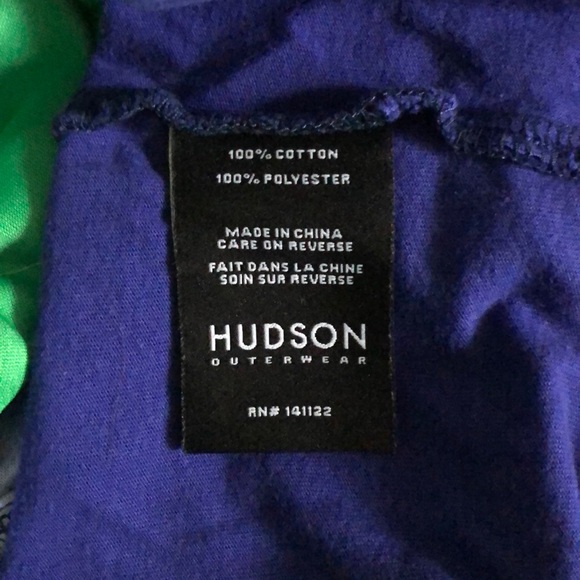 100% COTTON
100% POLYESTER
MADE IN CHINA
CARE ON REVERSE
FAIT DANS LA CHINE
SOIN SUR REVERSE
HUDSON
OUTERWEAR
RN# 141122